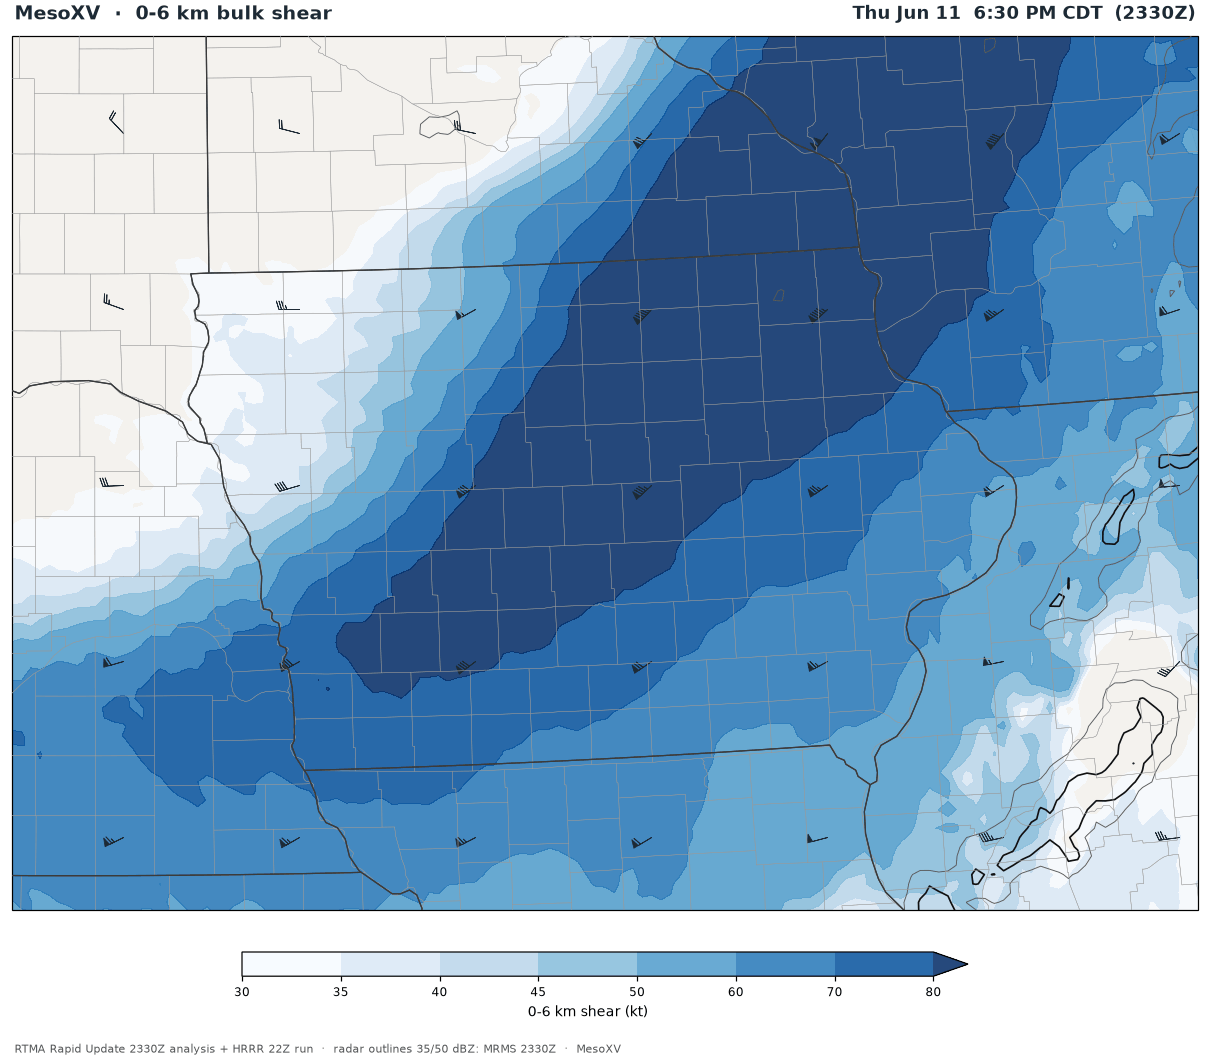 MesoXV · 0-6 km bulk shear
Thu Jun 11 6:30 PM CDT (2330Z)
30 35 40 45 50 60 70 80
0-6 km shear (kt)
RTMA Rapid Update 2330Z analysis + HRRR 22Z run · radar outlines 35/50 dBZ: MRMS 2330Z · MesoXV